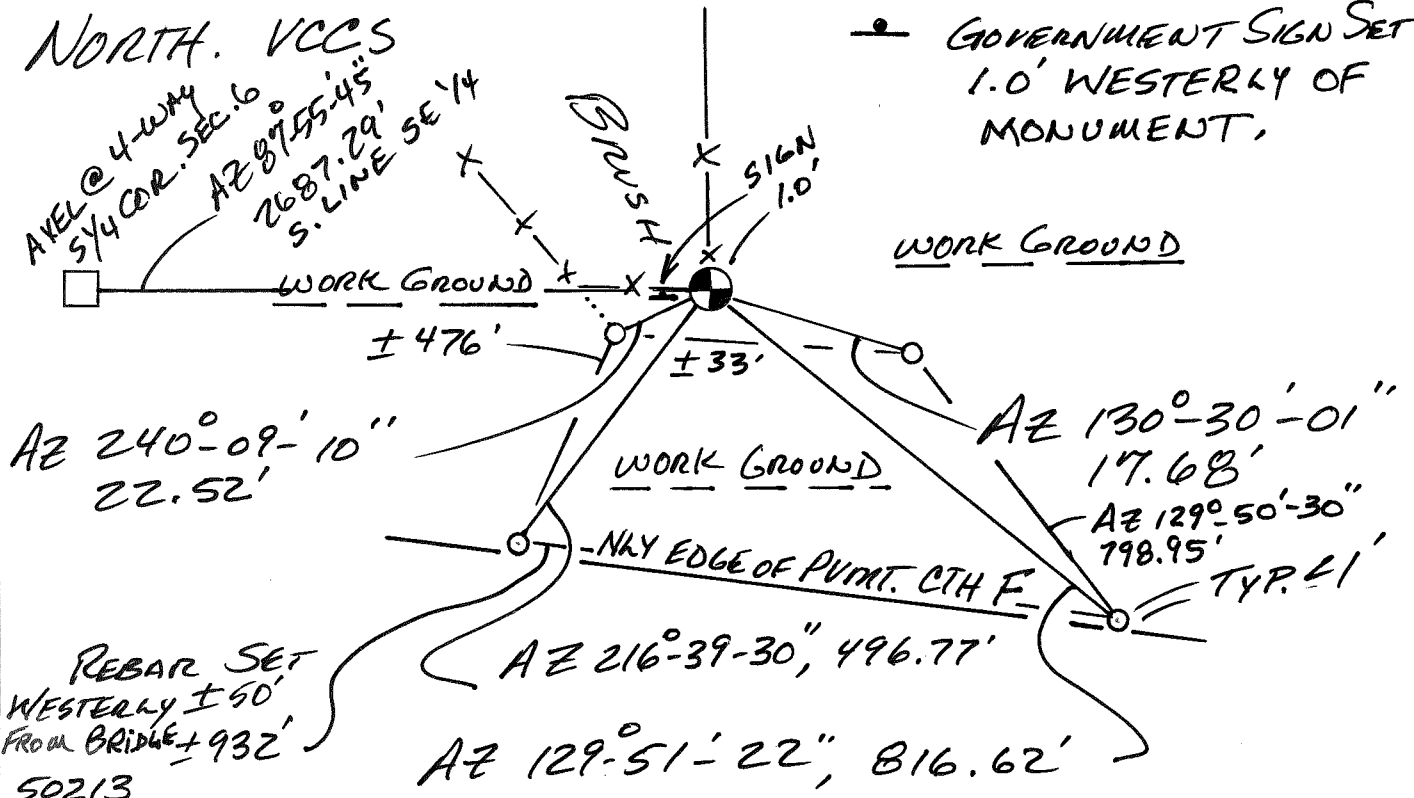 NORTH. VCCS
GOVERNMENT SIGN SET
1.0' WESTERLY OF
MONUMENT.
AXEL @ 4-WAY
S1/4 COR. SEC. 6
AZ 87°-55'-45"
2687.29'
S. LINE SE 1/4
BRUSH
SIGN
1.0'
WORK GROUND
WORK GROUND
± 476'
± 33'
AZ 240°-09'-10"
22.52'
AZ 130°-30'-01"
17.68'
WORK GROUND
AZ 129°-50'-30"
798.95'
NLY EDGE OF PVMT. CTH F
TYP. ±1'
AZ 216°-39-30", 496.77'
REBAR SET
WESTERLY ±50'
FROM BRIDGE ±932'
50213
AZ 129°-51'-22", 816.62'